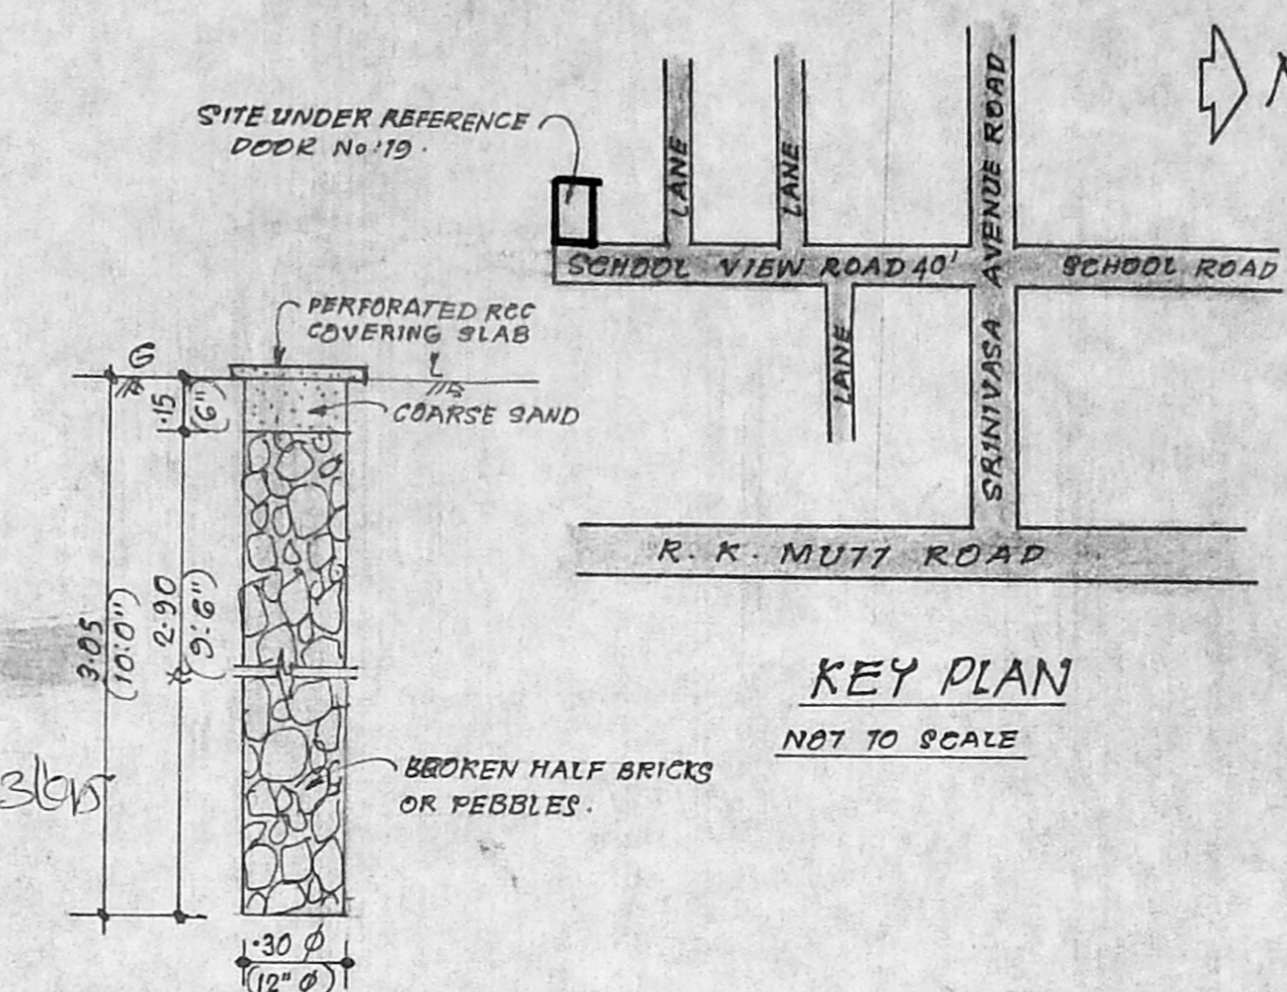 SITE UNDER REFERENCE
DOOR No:19.
N
LANE
LANE
SRINIVASA AVENUE ROAD
SCHOOL VIEW ROAD 40'
SCHOOL ROAD
LANE
R. K. MUTT ROAD
KEY PLAN
NOT TO SCALE
PERFORATED RCC
COVERING SLAB
G
L
.15
(6")
COARSE SAND
3.05
(10'.0")
2.90
(9'.6")
BROKEN HALF BRICKS
OR PEBBLES.
.30 ϕ
(12" ϕ)